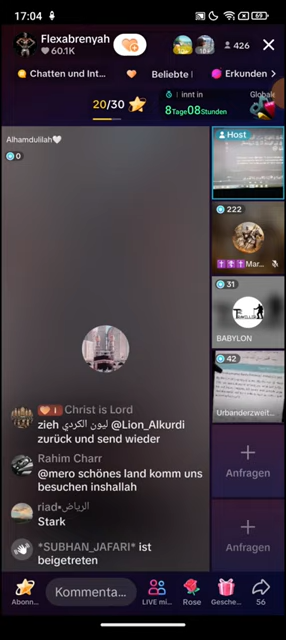 17:04
69
Flexabrenyah
60.1K
10+
426
Chatten und Int...
Beliebte
Erkunden
20/30
innt in
8Tage08Stunden
Globale
Alhamdulilah🤍
0
Host
222
Mar...
31
BABYLON
42
Urbanderzweit...
Christ is Lord
zieh ليون الكردي @Lion_Alkurdi
zurück und send wieder
Rahim Charr
@mero schönes land komm uns
besuchen inshallah
riad•الرياض
Stark
*SUBHAN_JAFARI* ist
beigetreten
Anfragen
Anfragen
Abonn...
Kommenta...
LIVE mi...
Rose
Gesche...
56